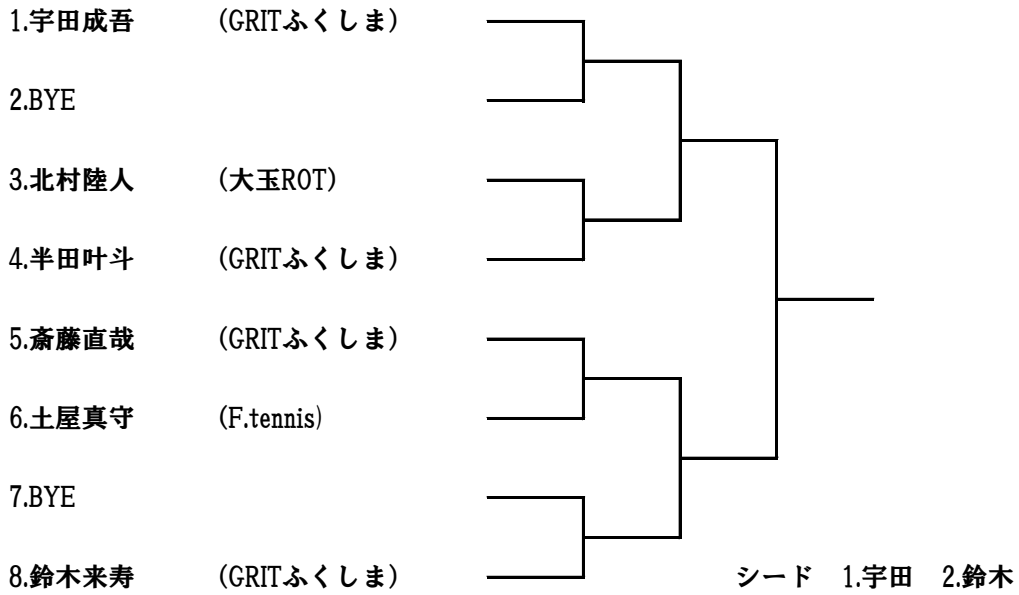 1.宇田成吾 (GRITふくしま)
2.BYE
3.北村陸人 (大玉ROT)
4.半田叶斗 (GRITふくしま)
5.斎藤直哉 (GRITふくしま)
6.土屋真守 (F.tennis)
7.BYE
8.鈴木来寿 (GRITふくしま)
シード 1.宇田 2.鈴木